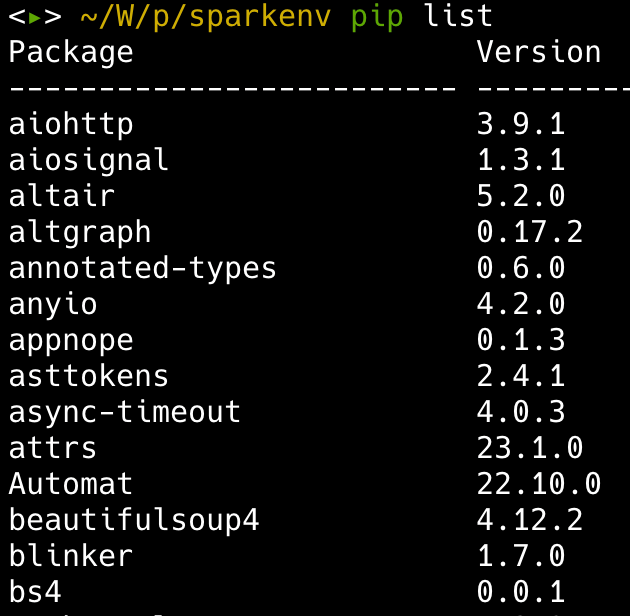 <▸> ~/W/p/sparkenv pip list
Package Version
------------------------- ---------
aiohttp 3.9.1
aiosignal 1.3.1
altair 5.2.0
altgraph 0.17.2
annotated-types 0.6.0
anyio 4.2.0
appnope 0.1.3
asttokens 2.4.1
async-timeout 4.0.3
attrs 23.1.0
Automat 22.10.0
beautifulsoup4 4.12.2
blinker 1.7.0
bs4 0.0.1